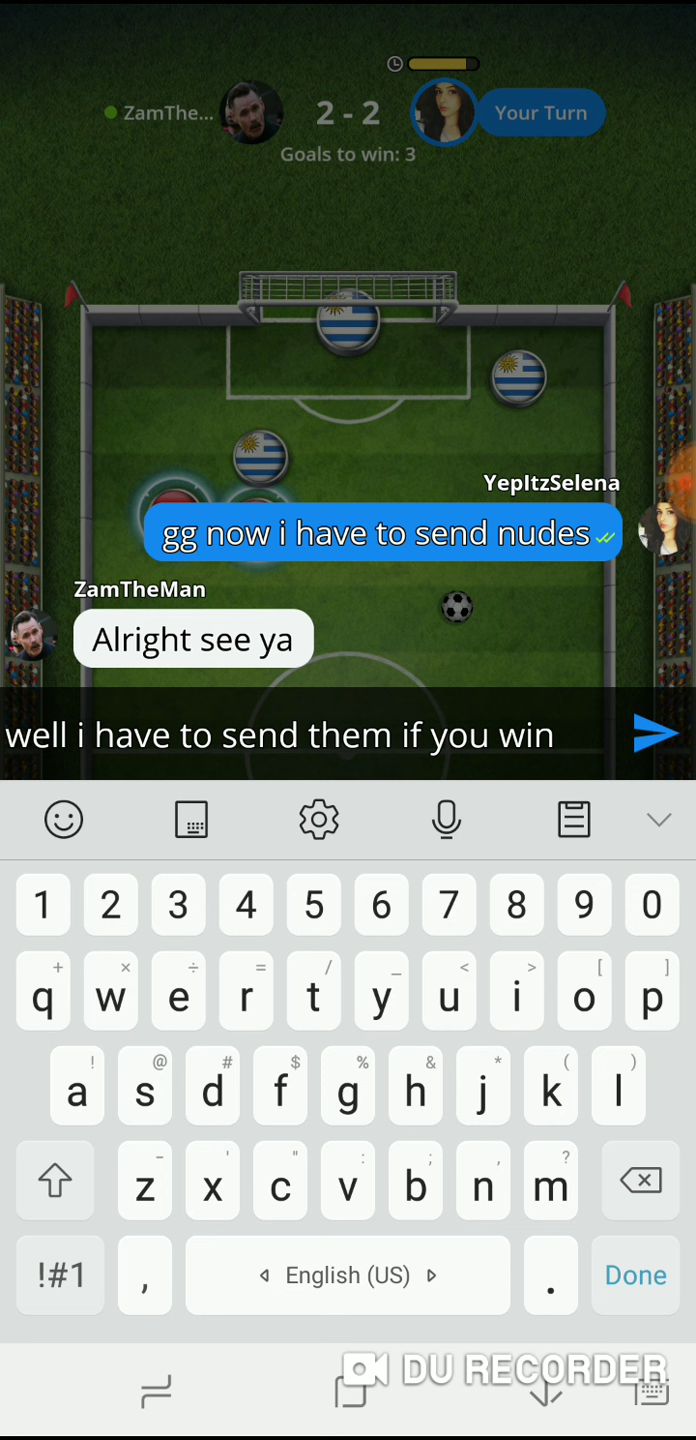 ZamThe... 2 - 2 Your Turn
Goals to win: 3
YepItzSelena
gg now i have to send nudes
ZamTheMan
Alright see ya
well i have to send them if you win
1 2 3 4 5 6 7 8 9 0
+ × ÷ = / _ < > [ ]
q w e r t y u i o p
! @ # $ % & * ( )
a s d f g h j k l
- ' " : ; , ?
z x c v b n m
!#1 , English (US) . Done
DU RECORDER